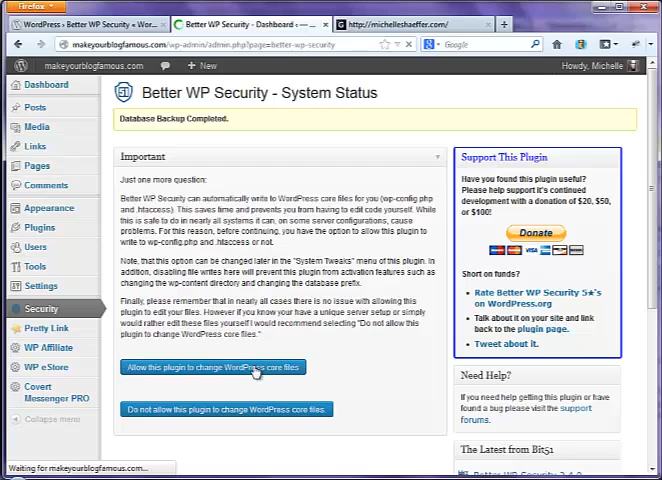 Firefox
WordPress › Better WP Security « Wor...
Better WP Security - Dashboard ‹ — ...
http://michelleshaeffer.com/
makeyourblogfamous.com/wp-admin/admin.php?page=better-wp-security
Google
makeyourblogfamous.com
+ New
Howdy, Michelle
Dashboard
Posts
Media
Links
Pages
Comments
Appearance
Plugins
Users
Tools
Settings
Security
Pretty Link
WP Affiliate
WP eStore
Covert
Messenger PRO
Collapse menu
Better WP Security - System Status
Database Backup Completed.
Important
Just one more question:
Better WP Security can automatically write to WordPress core files for you (wp-config.php
and .htaccess). This saves time and prevents you from having to edit code yourself. While
this is safe to do in nearly all systems it can, on some server configurations, cause
problems. For this reason, before continuing, you have the option to allow this plugin to
write to wp-config.php and .htaccess or not.
Note, that this option can be changed later in the "System Tweaks" menu of this plugin. In
addition, disabling file writes here will prevent this plugin from activation features such as
changing the wp-content directory and changing the database prefix.
Finally, please remember that in nearly all cases there is no issue with allowing this
plugin to edit your files. However if you know your have a unique server setup or simply
would rather edit these files yourself I would recommend selecting "Do not allow this
plugin to change WordPress core files."
Allow this plugin to change WordPress core files
Do not allow this plugin to change WordPress core files.
Support This Plugin
Have you found this plugin useful?
Please help support it's continued
development with a donation of $20, $50,
or $100!
Donate
Short on funds?
Rate Better WP Security 5★'s
on WordPress.org
Talk about it on your site and link
back to the plugin page.
Tweet about it.
Need Help?
If you need help getting this plugin or have
found a bug please visit the support
forums.
The Latest from Bit51
Better WP Security 3.4.0
Waiting for makeyourblogfamous.com...